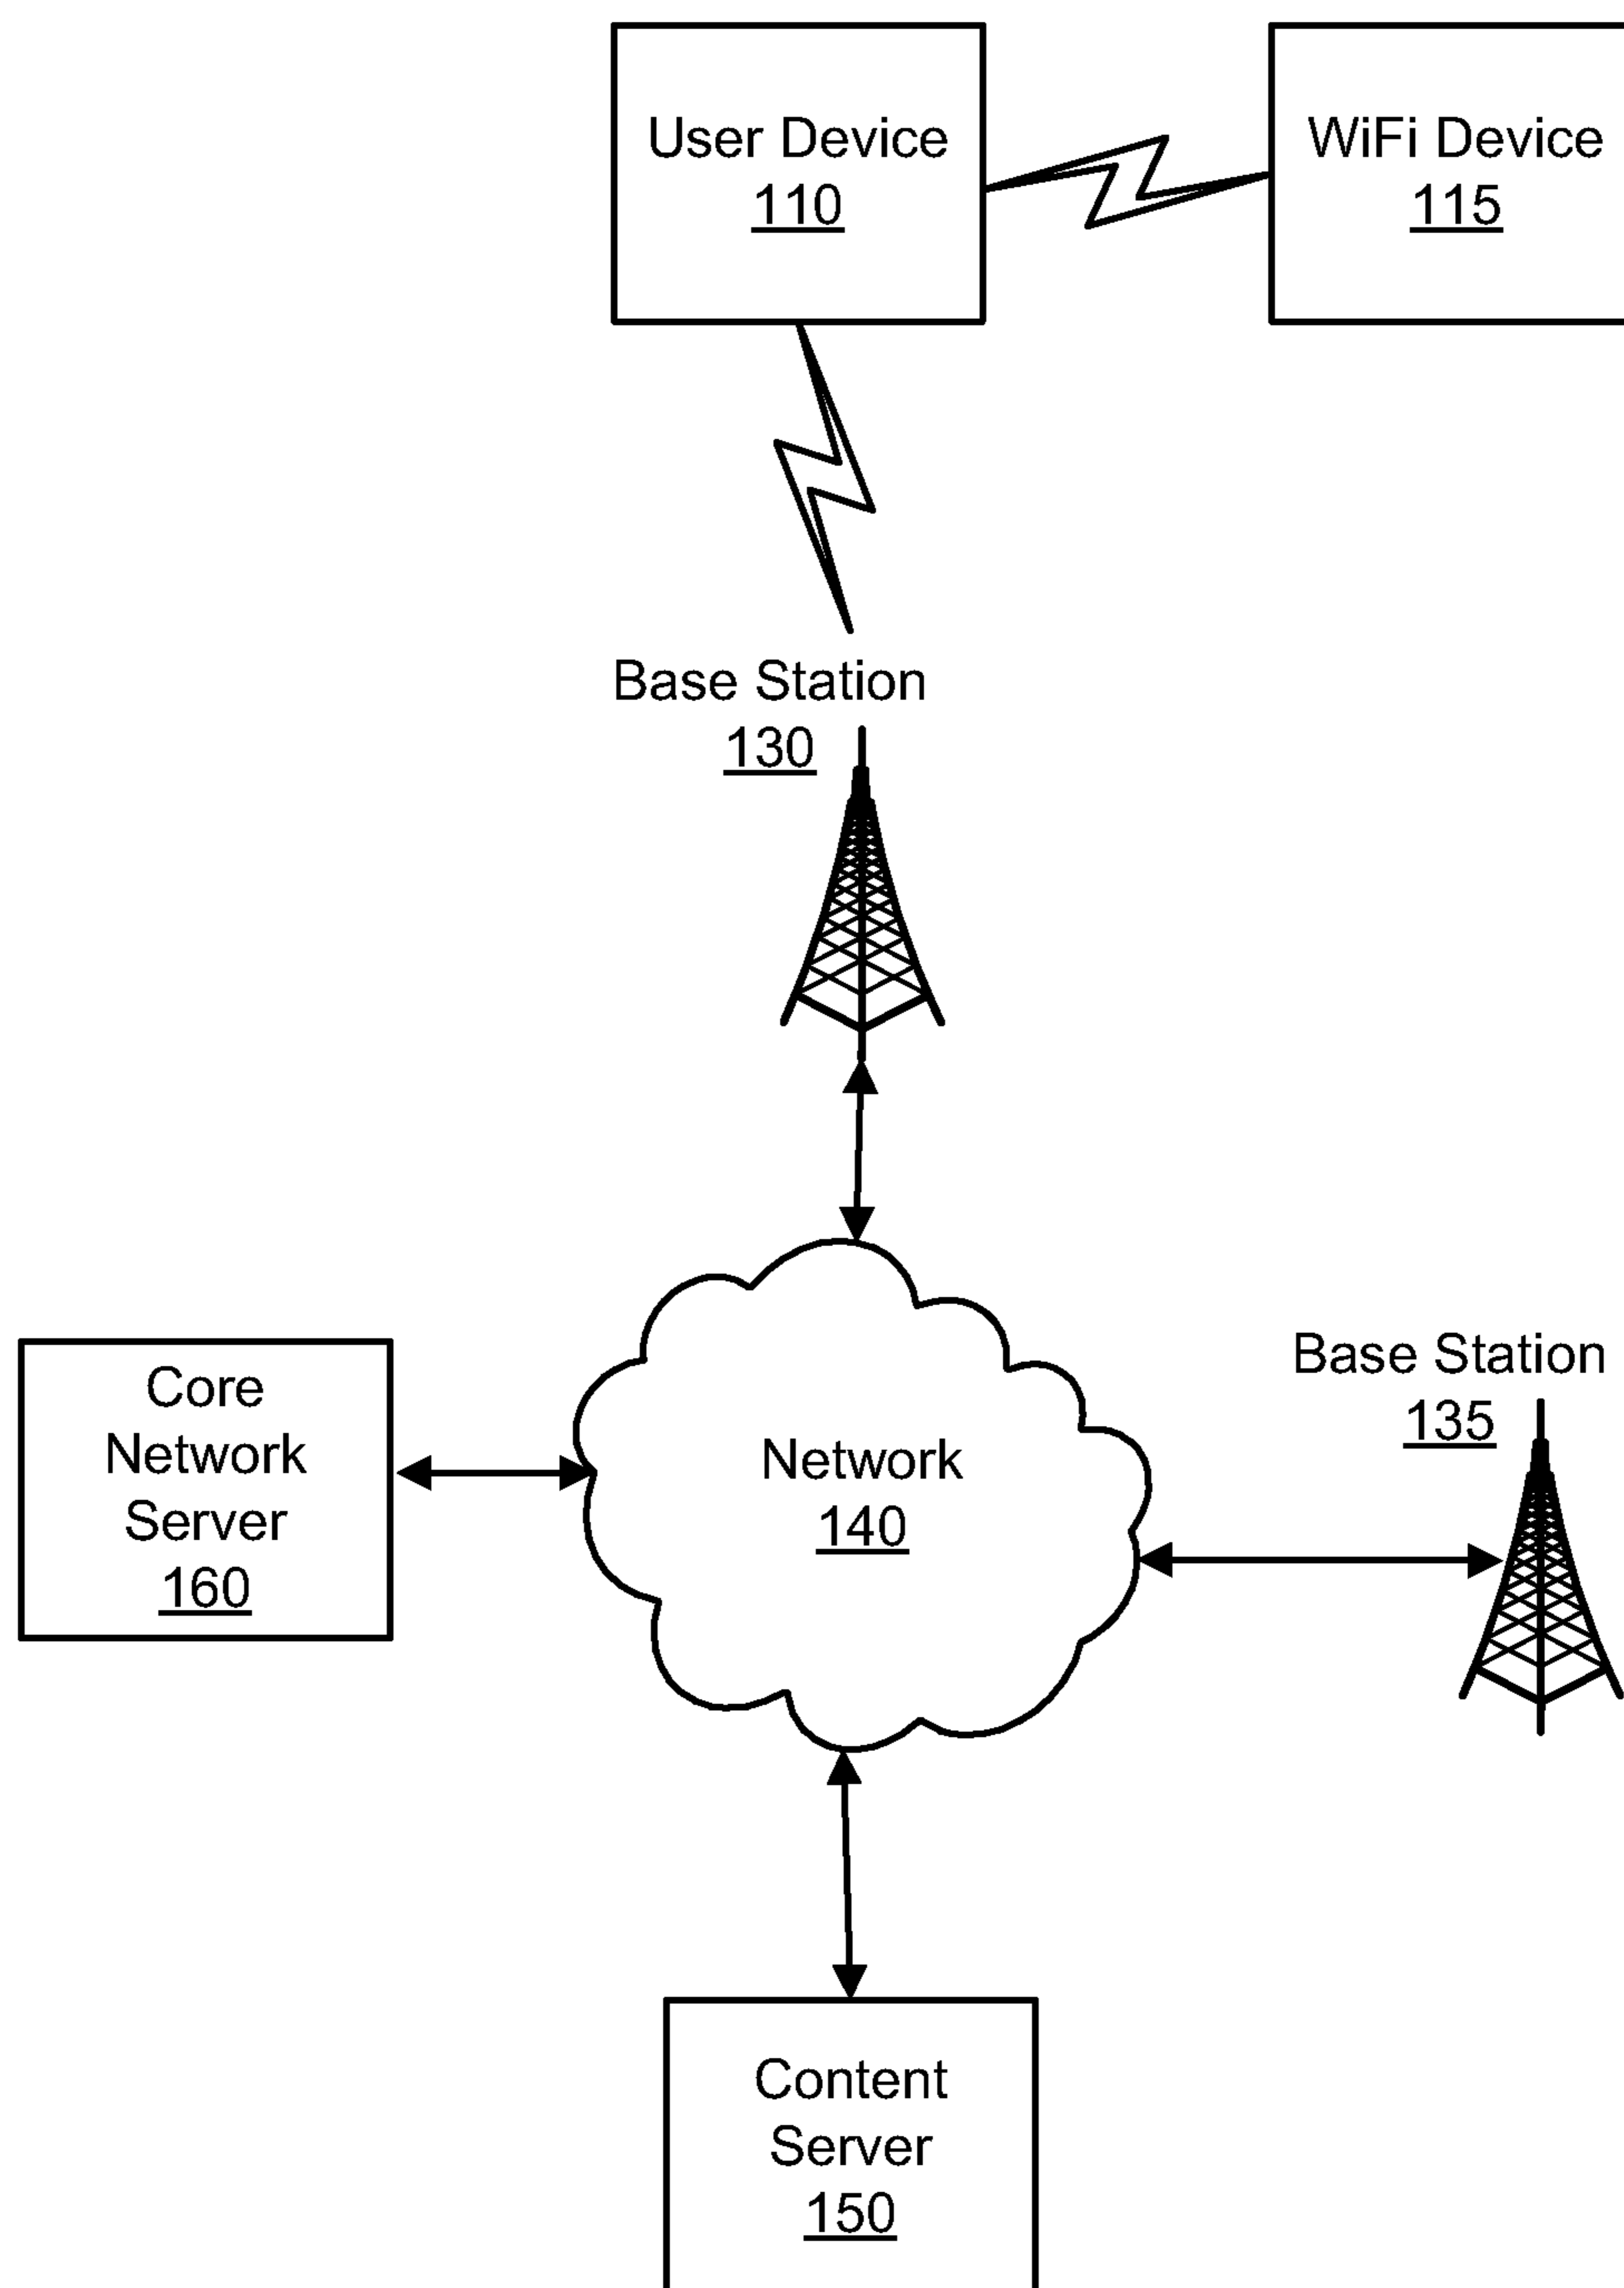 User Device
110
WiFi Device
115
Base Station
130
Core
Network
Server
160
Network
140
Base Station
135
Content
Server
150